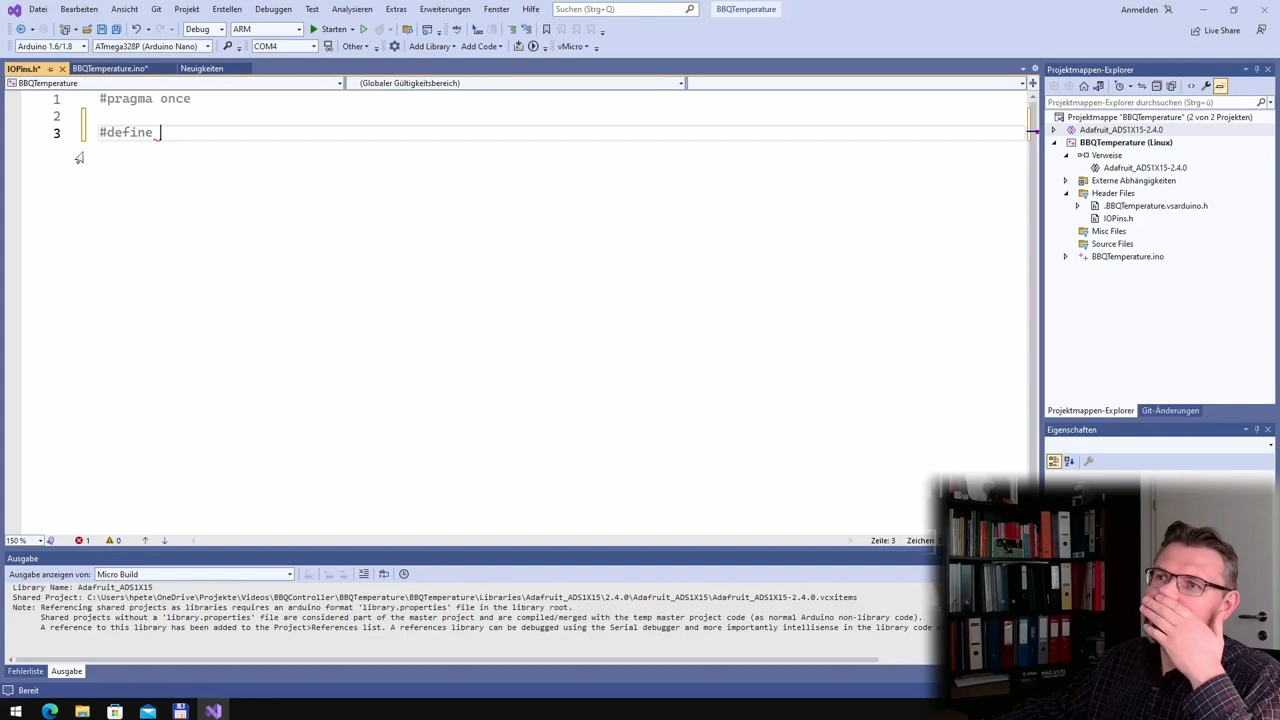 Datei Bearbeiten Ansicht Git Projekt Erstellen Debuggen Test Analysieren Extras Erweiterungen Fenster Hilfe Suchen (Strg+Q) BBQTemperature Anmelden
Debug ARM Starten Live Share
Arduino 1.6/1.8 ATmega328P (Arduino Nano) COM4 Other Add Library Add Code vMicro
IOPins.h* BBQTemperature.ino* Neuigkeiten
BBQTemperature (Globaler Gültigkeitsbereich)
1 #pragma once
2
3 #define
150 % 1 0 Zeile: 3
Ausgabe
Ausgabe anzeigen von: Micro Build
Library Name: Adafruit_ADS1X15
Shared Project: C:\Users\hpete\OneDrive\Projekte\Videos\BBQController\BBQTemperature\BBQTemperature\Libraries\Adafruit_ADS1X15\2.4.0\Adafruit_ADS1X15\Adafruit_ADS1X15-2.4.0.vcxitems
Note: Referencing shared projects as libraries requires an arduino format 'library.properties' file in the library root.
Shared Projects without a 'library.properties' file are considered part of the master project and are compiled/merged with the temp master project code (as normal Arduino non-library code).
A reference to this library has been added to the Project>References list. A references library can be debugged using the Serial debugger and more importantly intellisense in the library code
Fehlerliste Ausgabe
Bereit
Projektmappen-Explorer
Projektmappen-Explorer durchsuchen (Strg+ü)
Projektmappe "BBQTemperature" (2 von 2 Projekten)
Adafruit_ADS1X15-2.4.0
BBQTemperature (Linux)
Verweise
Adafruit_ADS1X15-2.4.0
Externe Abhängigkeiten
Header Files
.BBQTemperature.vsarduino.h
IOPins.h
Misc Files
Source Files
BBQTemperature.ino
Projektmappen-Explorer Git-Änderungen
Eigenschaften